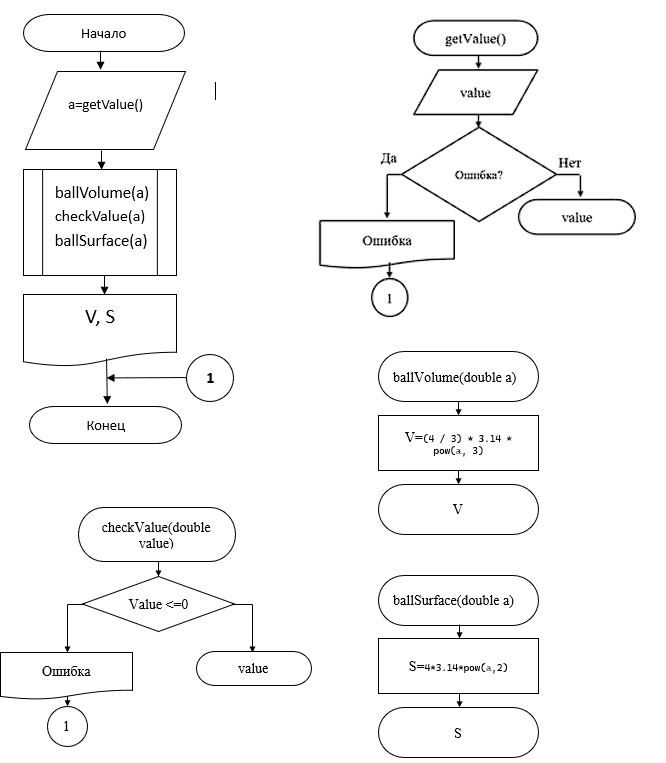 Начало
a=getValue()
ballVolume(a)
checkValue(a)
ballSurface(a)
V, S
1
Конец
getValue()
value
Ошибка?
Да
Нет
Ошибка
value
1
ballVolume(double a)
V=(4 / 3) * 3.14 *
pow(a, 3)
V
checkValue(double
value)
Value <=0
Ошибка
value
1
ballSurface(double a)
S=4*3.14*pow(a,2)
S